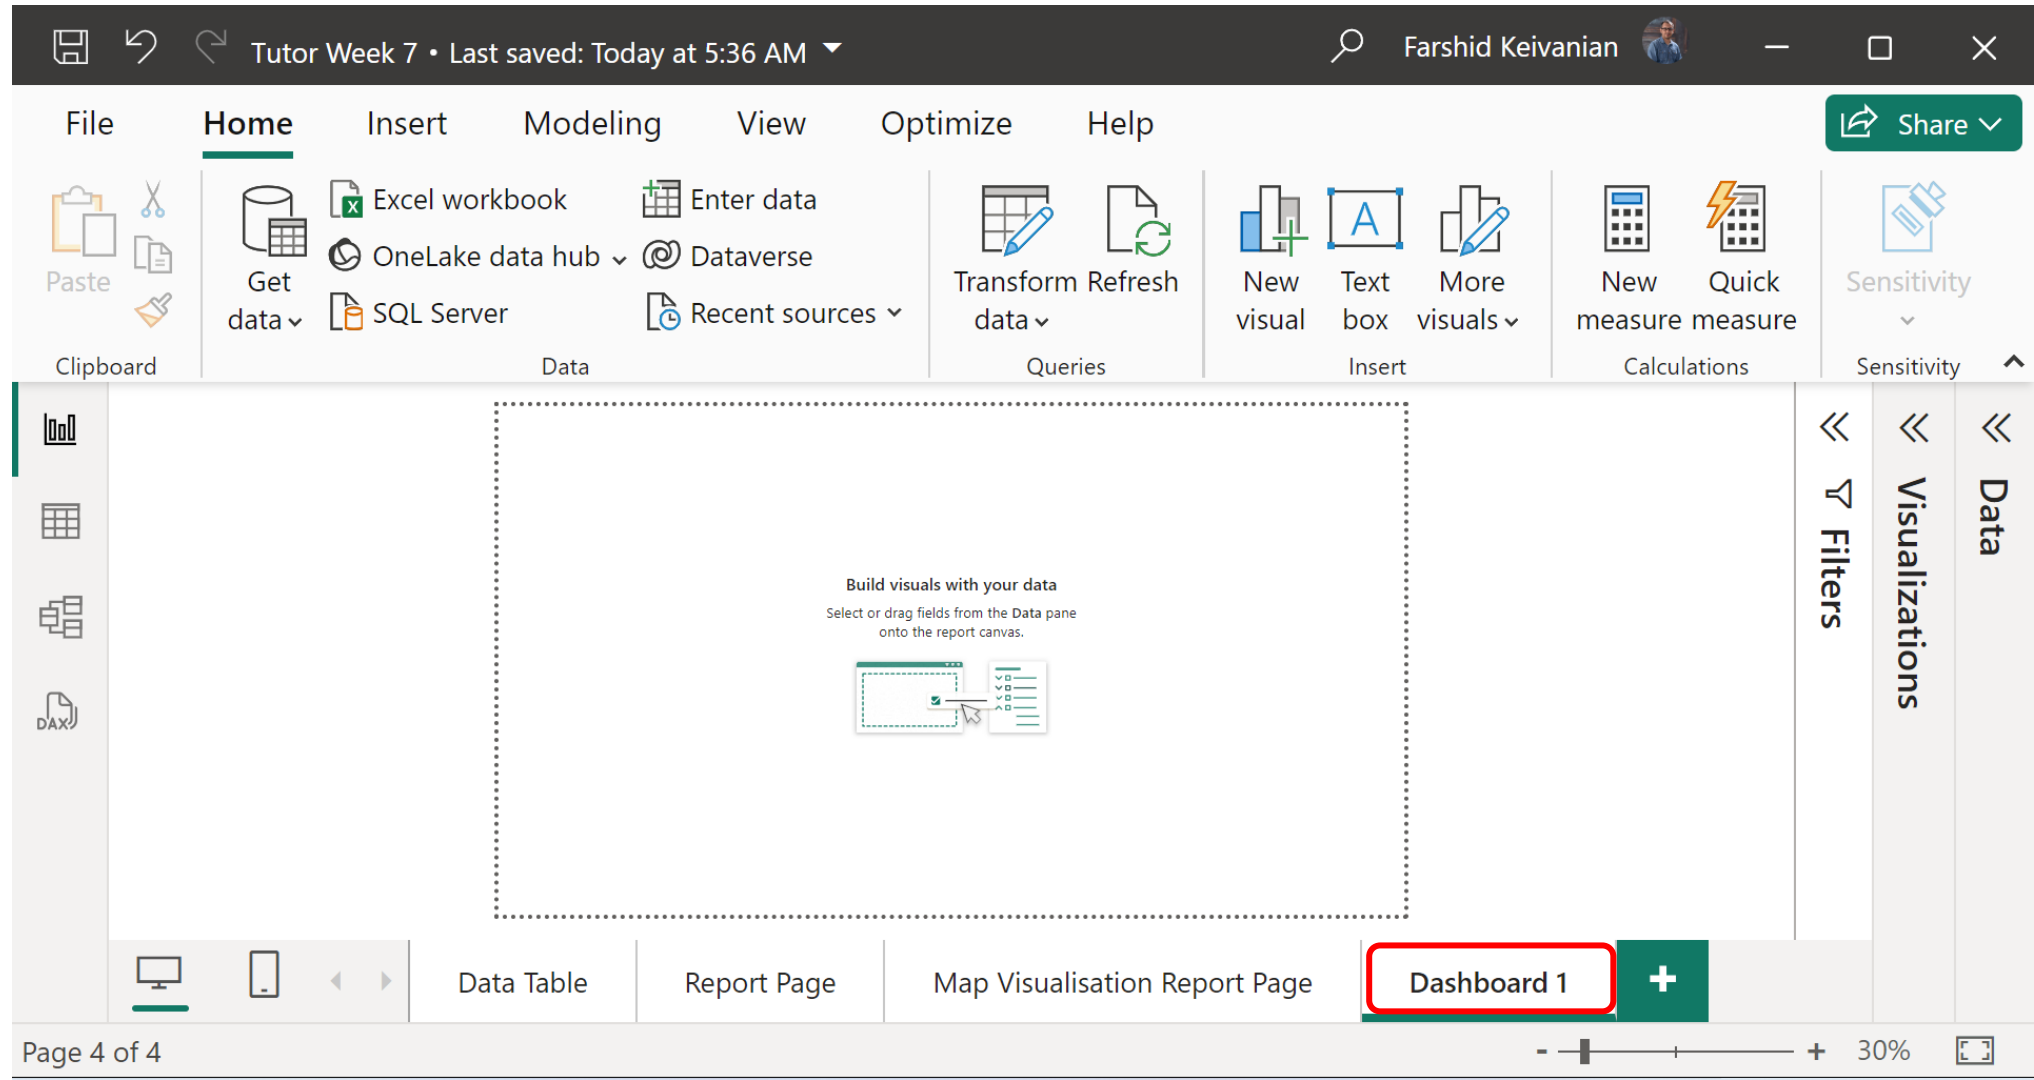 Tutor Week 7 • Last saved: Today at 5:36 AM
Farshid Keivanian
File Home Insert Modeling View Optimize Help
Share
Paste
Clipboard
Get data
Excel workbook
OneLake data hub
SQL Server
Enter data
Dataverse
Recent sources
Data
Transform data
Refresh
Queries
New visual
Text box
More visuals
Insert
New measure
Quick measure
Calculations
Sensitivity
Sensitivity
DAX
Build visuals with your data
Select or drag fields from the Data pane
onto the report canvas.
Filters
Visualizations
Data
Data Table
Report Page
Map Visualisation Report Page
Dashboard 1
+
Page 4 of 4
- + 30%